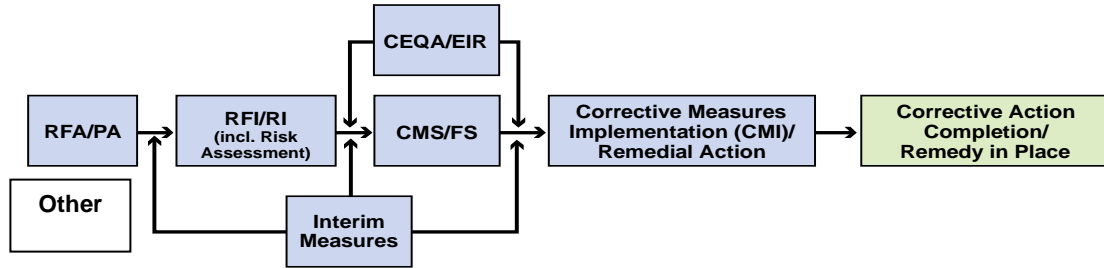 CEQA/EIR
RFA/PA
RFI/RI
(incl. Risk
Assessment)
CMS/FS
Corrective Measures
Implementation (CMI)/
Remedial Action
Corrective Action
Completion/
Remedy in Place
Other
Interim
Measures